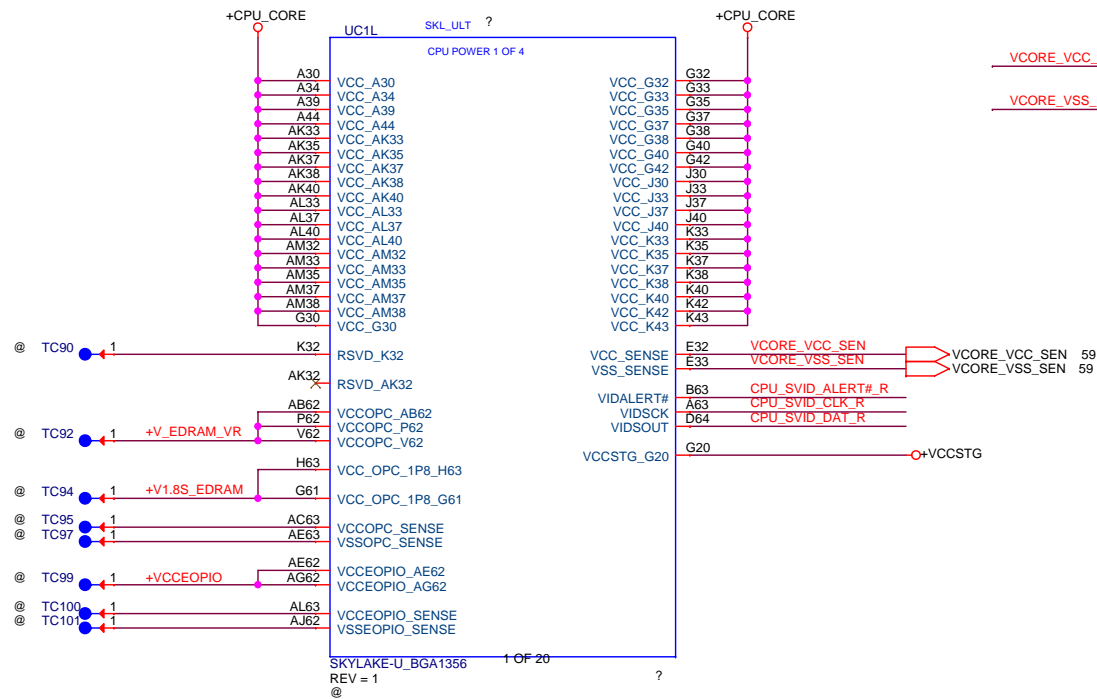 +CPU_CORE
+CPU_CORE
UC1L
SKL_ULT
?
CPU POWER 1 OF 4
VCORE_VCC_
VCORE_VSS_
A30 VCC_A30
A34 VCC_A34
A39 VCC_A39
A44 VCC_A44
AK33 VCC_AK33
AK35 VCC_AK35
AK37 VCC_AK37
AK38 VCC_AK38
AK40 VCC_AK40
AL33 VCC_AL33
AL37 VCC_AL37
AL40 VCC_AL40
AM32 VCC_AM32
AM33 VCC_AM33
AM35 VCC_AM35
AM37 VCC_AM37
AM38 VCC_AM38
G30 VCC_G30
@ TC90 1 K32 RSVD_K32
AK32 RSVD_AK32
AB62 VCCOPC_AB62
P62 VCCOPC_P62
@ TC92 1 +V_EDRAM_VR V62 VCCOPC_V62
H63 VCC_OPC_1P8_H63
@ TC94 1 +V1.8S_EDRAM G61 VCC_OPC_1P8_G61
@ TC95 1 AC63 VCCOPC_SENSE
@ TC97 1 AE63 VSSOPC_SENSE
AE62 VCCEOPIO_AE62
@ TC99 1 +VCCEOPIO AG62 VCCEOPIO_AG62
@ TC100 1 AL63 VCCEOPIO_SENSE
@ TC101 1 AJ62 VSSEOPIO_SENSE
VCC_G32 G32
VCC_G33 G33
VCC_G35 G35
VCC_G37 G37
VCC_G38 G38
VCC_G40 G40
VCC_G42 G42
VCC_J30 J30
VCC_J33 J33
VCC_J37 J37
VCC_J40 J40
VCC_K33 K33
VCC_K35 K35
VCC_K37 K37
VCC_K38 K38
VCC_K40 K40
VCC_K42 K42
VCC_K43 K43
VCC_SENSE E32 VCORE_VCC_SEN VCORE_VCC_SEN 59
VSS_SENSE E33 VCORE_VSS_SEN VCORE_VSS_SEN 59
VIDALERT# B63 CPU_SVID_ALERT#_R
VIDSCK A63 CPU_SVID_CLK_R
VIDSOUT D64 CPU_SVID_DAT_R
VCCSTG_G20 G20 +VCCSTG
SKYLAKE-U_BGA1356
1 OF 20
REV = 1
?
@